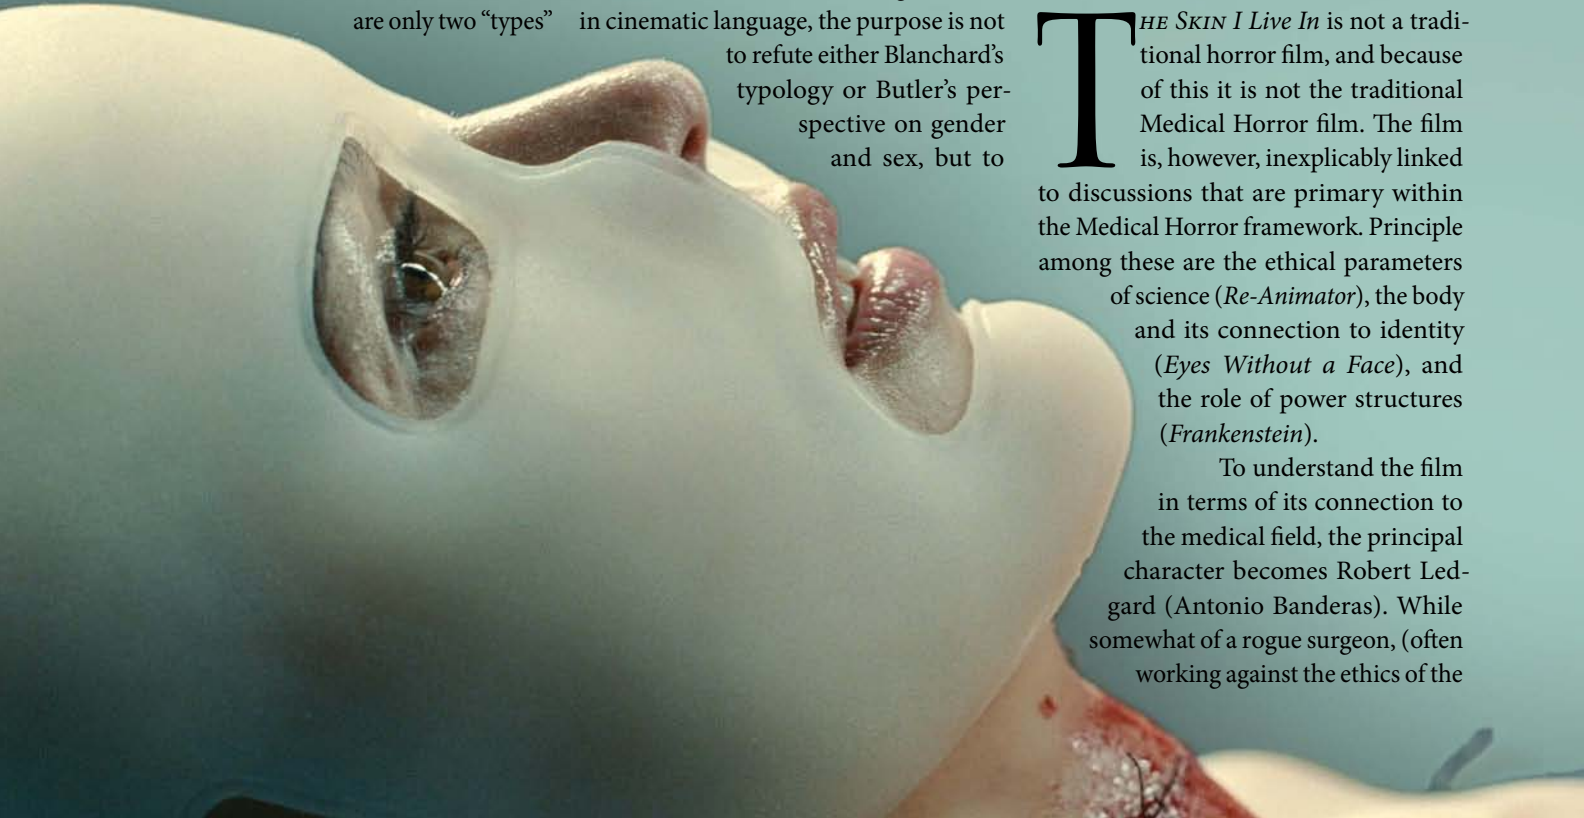 are only two “types”
in cinematic language, the purpose is not
to refute either Blanchard’s
typology or Butler’s per-
spective on gender
and sex, but to
The Skin I Live In is not a tradi-
tional horror film, and because
of this it is not the traditional
Medical Horror film. The film
is, however, inexplicably linked
to discussions that are primary within
the Medical Horror framework. Principle
among these are the ethical parameters
of science (Re-Animator), the body
and its connection to identity
(Eyes Without a Face), and
the role of power structures
(Frankenstein).
To understand the film
in terms of its connection to
the medical field, the principal
character becomes Robert Led-
gard (Antonio Banderas). While
somewhat of a rogue surgeon, (often
working against the ethics of the